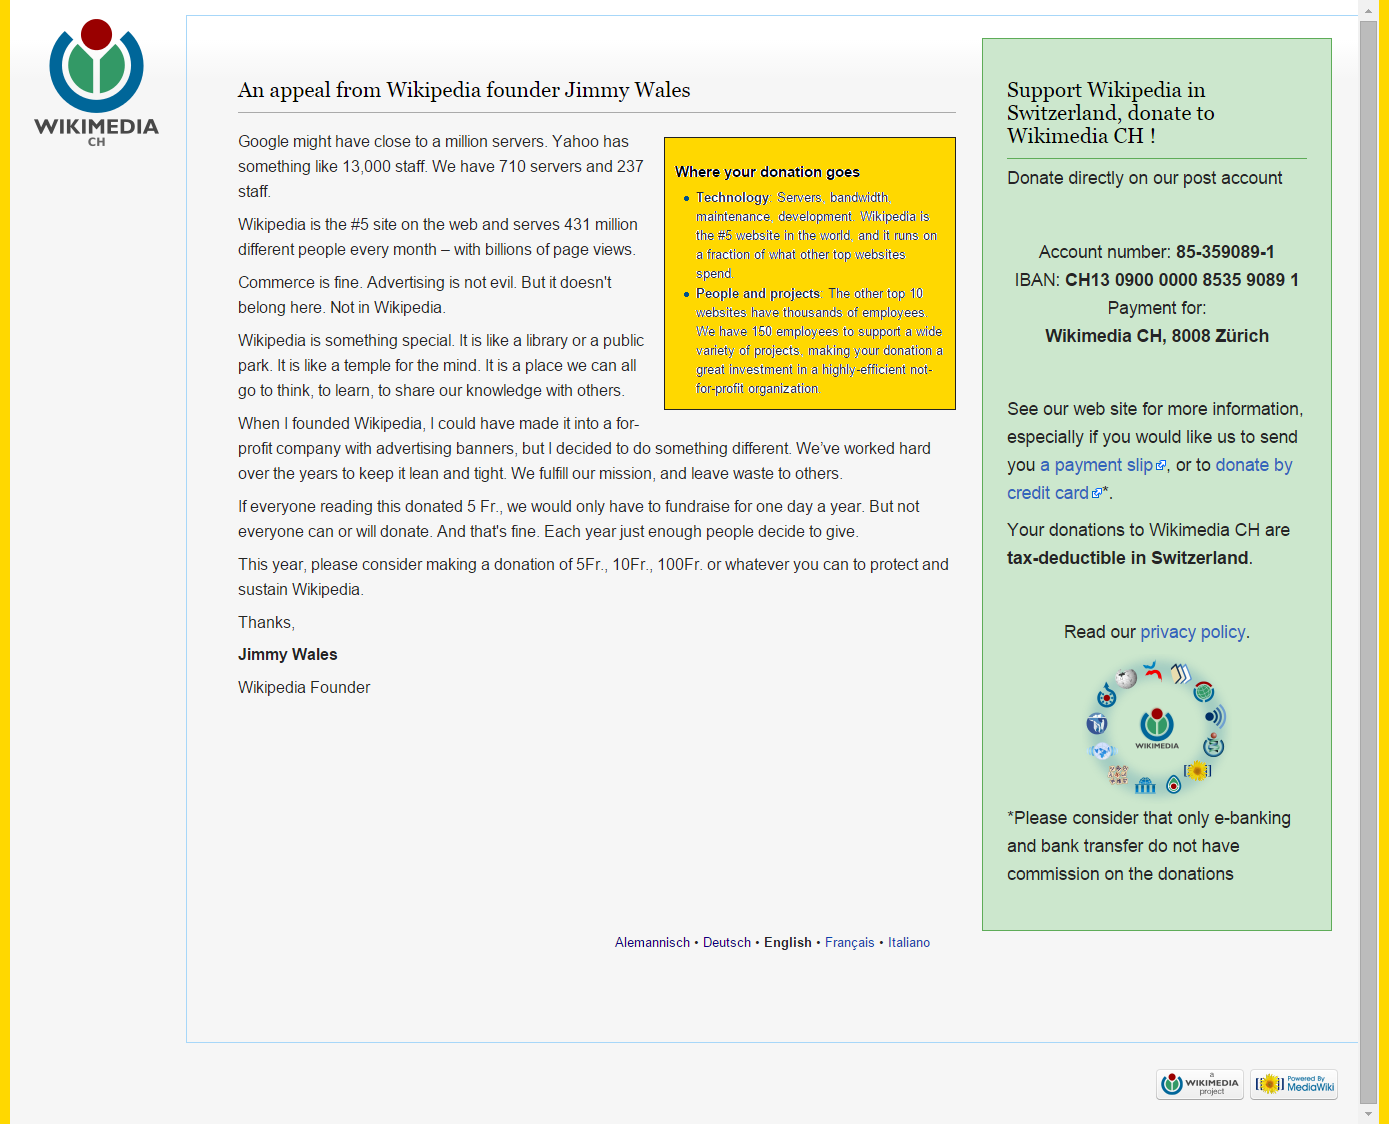 WIKIMEDIA
CH
An appeal from Wikipedia founder Jimmy Wales
Google might have close to a million servers. Yahoo has
something like 13,000 staff. We have 710 servers and 237
staff.
Wikipedia is the #5 site on the web and serves 431 million
different people every month – with billions of page views.
Commerce is fine. Advertising is not evil. But it doesn't
belong here. Not in Wikipedia.
Wikipedia is something special. It is like a library or a public
park. It is like a temple for the mind. It is a place we can all
go to think, to learn, to share our knowledge with others.
When I founded Wikipedia, I could have made it into a for-
profit company with advertising banners, but I decided to do something different. We’ve worked hard
over the years to keep it lean and tight. We fulfill our mission, and leave waste to others.
If everyone reading this donated 5 Fr., we would only have to fundraise for one day a year. But not
everyone can or will donate. And that's fine. Each year just enough people decide to give.
This year, please consider making a donation of 5Fr., 10Fr., 100Fr. or whatever you can to protect and
sustain Wikipedia.
Thanks,
Jimmy Wales
Wikipedia Founder
Where your donation goes
• Technology: Servers, bandwidth,
maintenance, development. Wikipedia is
the #5 website in the world, and it runs on
a fraction of what other top websites
spend.
• People and projects: The other top 10
websites have thousands of employees.
We have 150 employees to support a wide
variety of projects, making your donation a
great investment in a highly-efficient not-
for-profit organization.
Support Wikipedia in
Switzerland, donate to
Wikimedia CH !
Donate directly on our post account
Account number: 85-359089-1
IBAN: CH13 0900 0000 8535 9089 1
Payment for:
Wikimedia CH, 8008 Zürich
See our web site for more information,
especially if you would like us to send
you a payment slip, or to donate by
credit card*.
Your donations to Wikimedia CH are
tax-deductible in Switzerland.
Read our privacy policy.
WIKIMEDIA
*Please consider that only e-banking
and bank transfer do not have
commission on the donations
Alemannisch • Deutsch • English • Français • Italiano
a
WIKIMEDIA
project
Powered By
MediaWiki